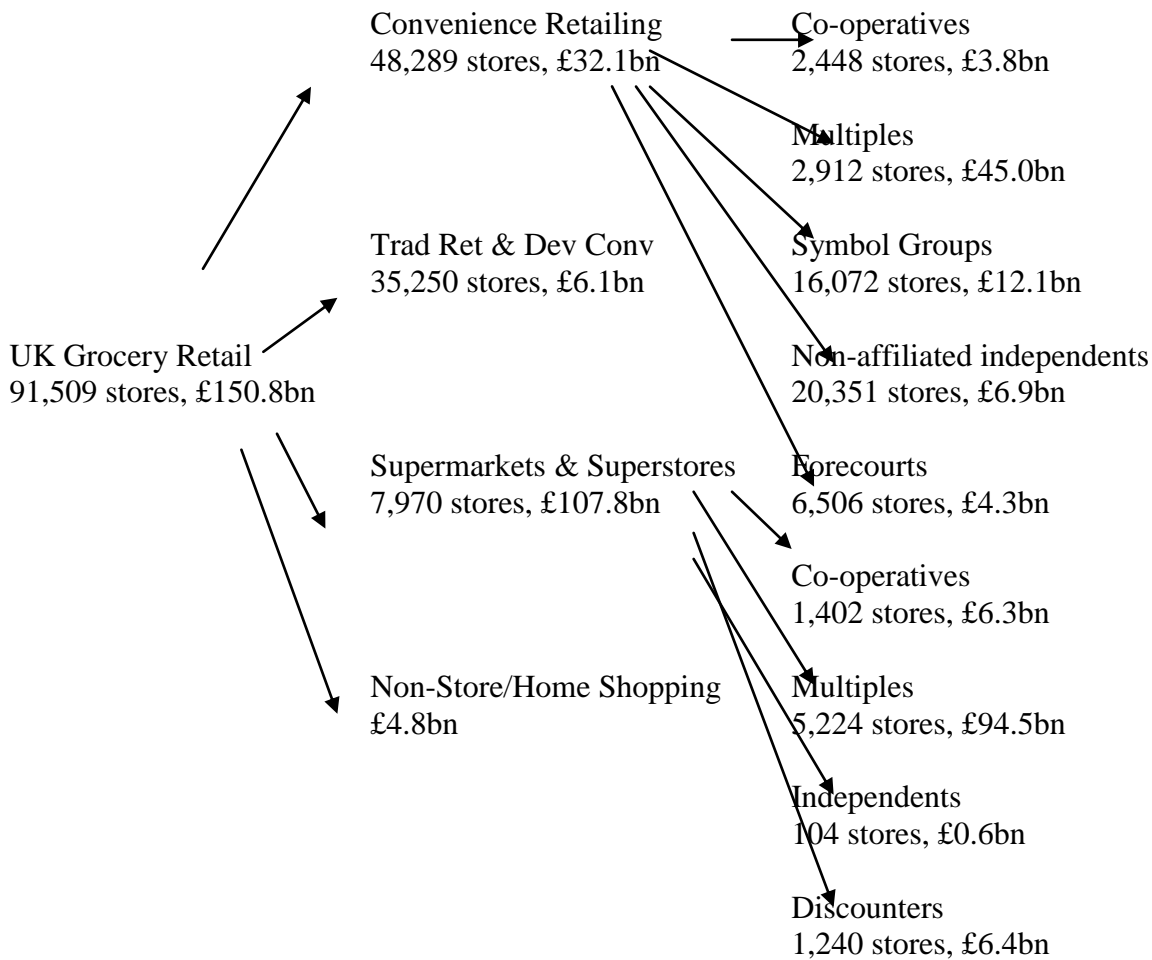 Convenience Retailing
48,289 stores, £32.1bn
Co-operatives
2,448 stores, £3.8bn
Multiples
2,912 stores, £45.0bn
Trad Ret & Dev Conv
35,250 stores, £6.1bn
Symbol Groups
16,072 stores, £12.1bn
UK Grocery Retail
91,509 stores, £150.8bn
Non-affiliated independents
20,351 stores, £6.9bn
Supermarkets & Superstores
7,970 stores, £107.8bn
Forecourts
6,506 stores, £4.3bn
Co-operatives
1,402 stores, £6.3bn
Non-Store/Home Shopping
£4.8bn
Multiples
5,224 stores, £94.5bn
Independents
104 stores, £0.6bn
Discounters
1,240 stores, £6.4bn